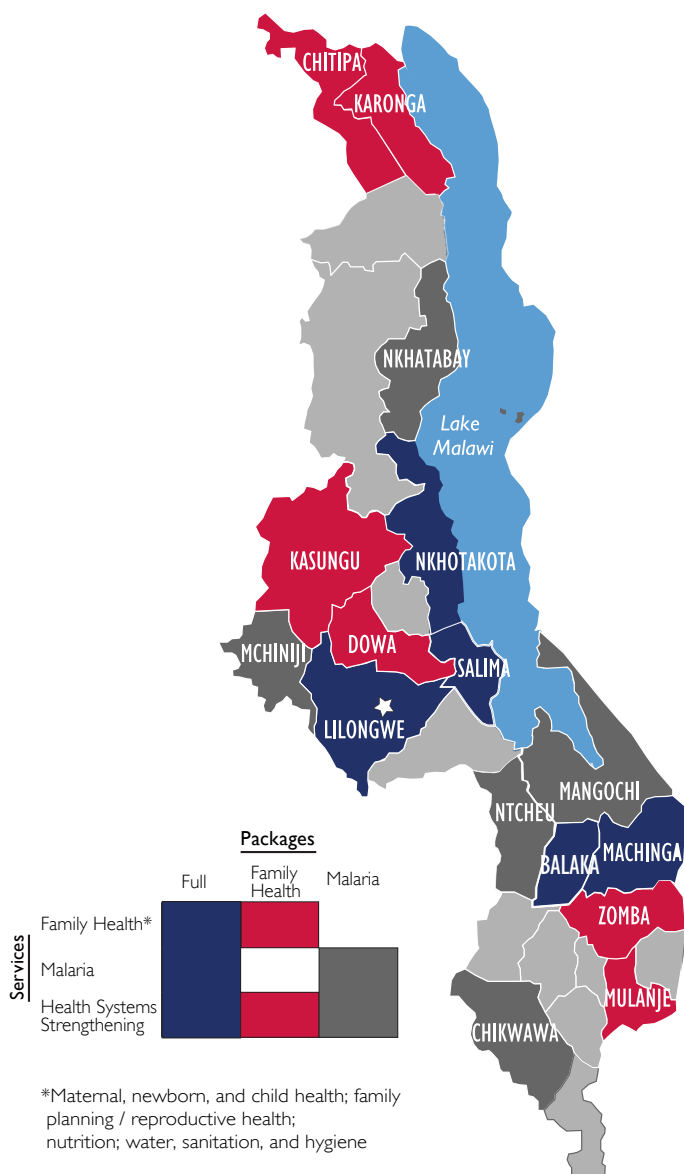 CHITIPA
KARONGA
NKHATABAY
Lake
Malawi
KASUNGU
NKHOTAKOTA
MCHINIJI
DOWA
SALIMA
LILONGWE
MANGOCHI
NTCHEU
BALAKA
MACHINGA
ZOMBA
MULANJE
CHIKWAWA
Packages
Full
Family
Health
Malaria
Services
Family Health*
Malaria
Health Systems
Strengthening
*Maternal, newborn, and child health; family
planning / reproductive health;
nutrition; water, sanitation, and hygiene